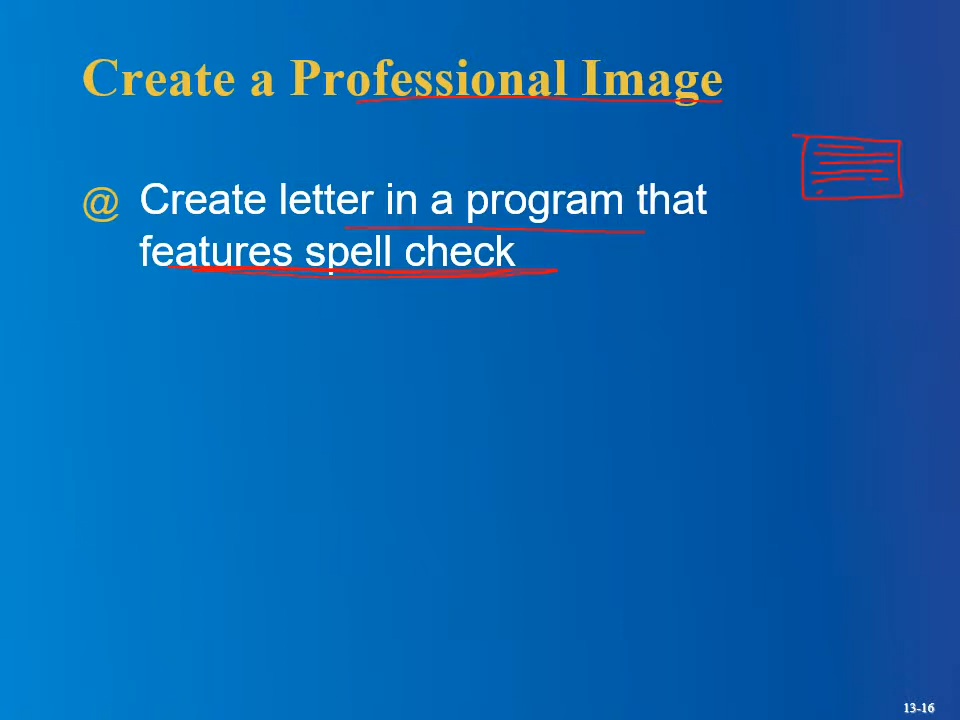 Create a Professional Image
@ Create letter in a program that
features spell check
13-16